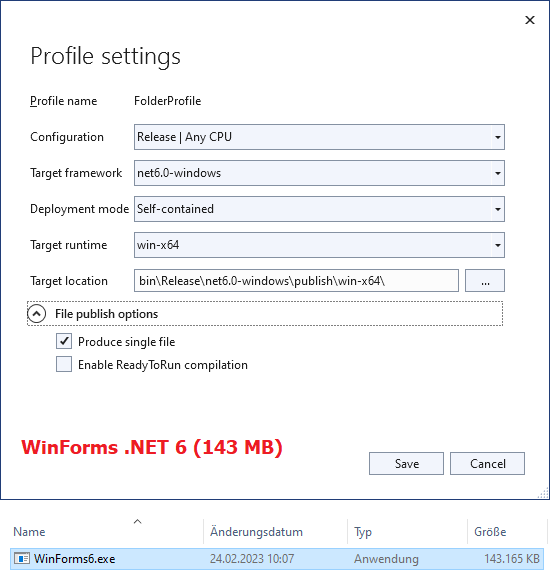 Profile settings
Profile name FolderProfile
Configuration Release | Any CPU
Target framework net6.0-windows
Deployment mode Self-contained
Target runtime win-x64
Target location bin\Release\net6.0-windows\publish\win-x64\ ...
File publish options
Produce single file
Enable ReadyToRun compilation
WinForms .NET 6 (143 MB)
Save Cancel
Name Änderungsdatum Typ Größe
WinForms6.exe 24.02.2023 10:07 Anwendung 143.165 KB